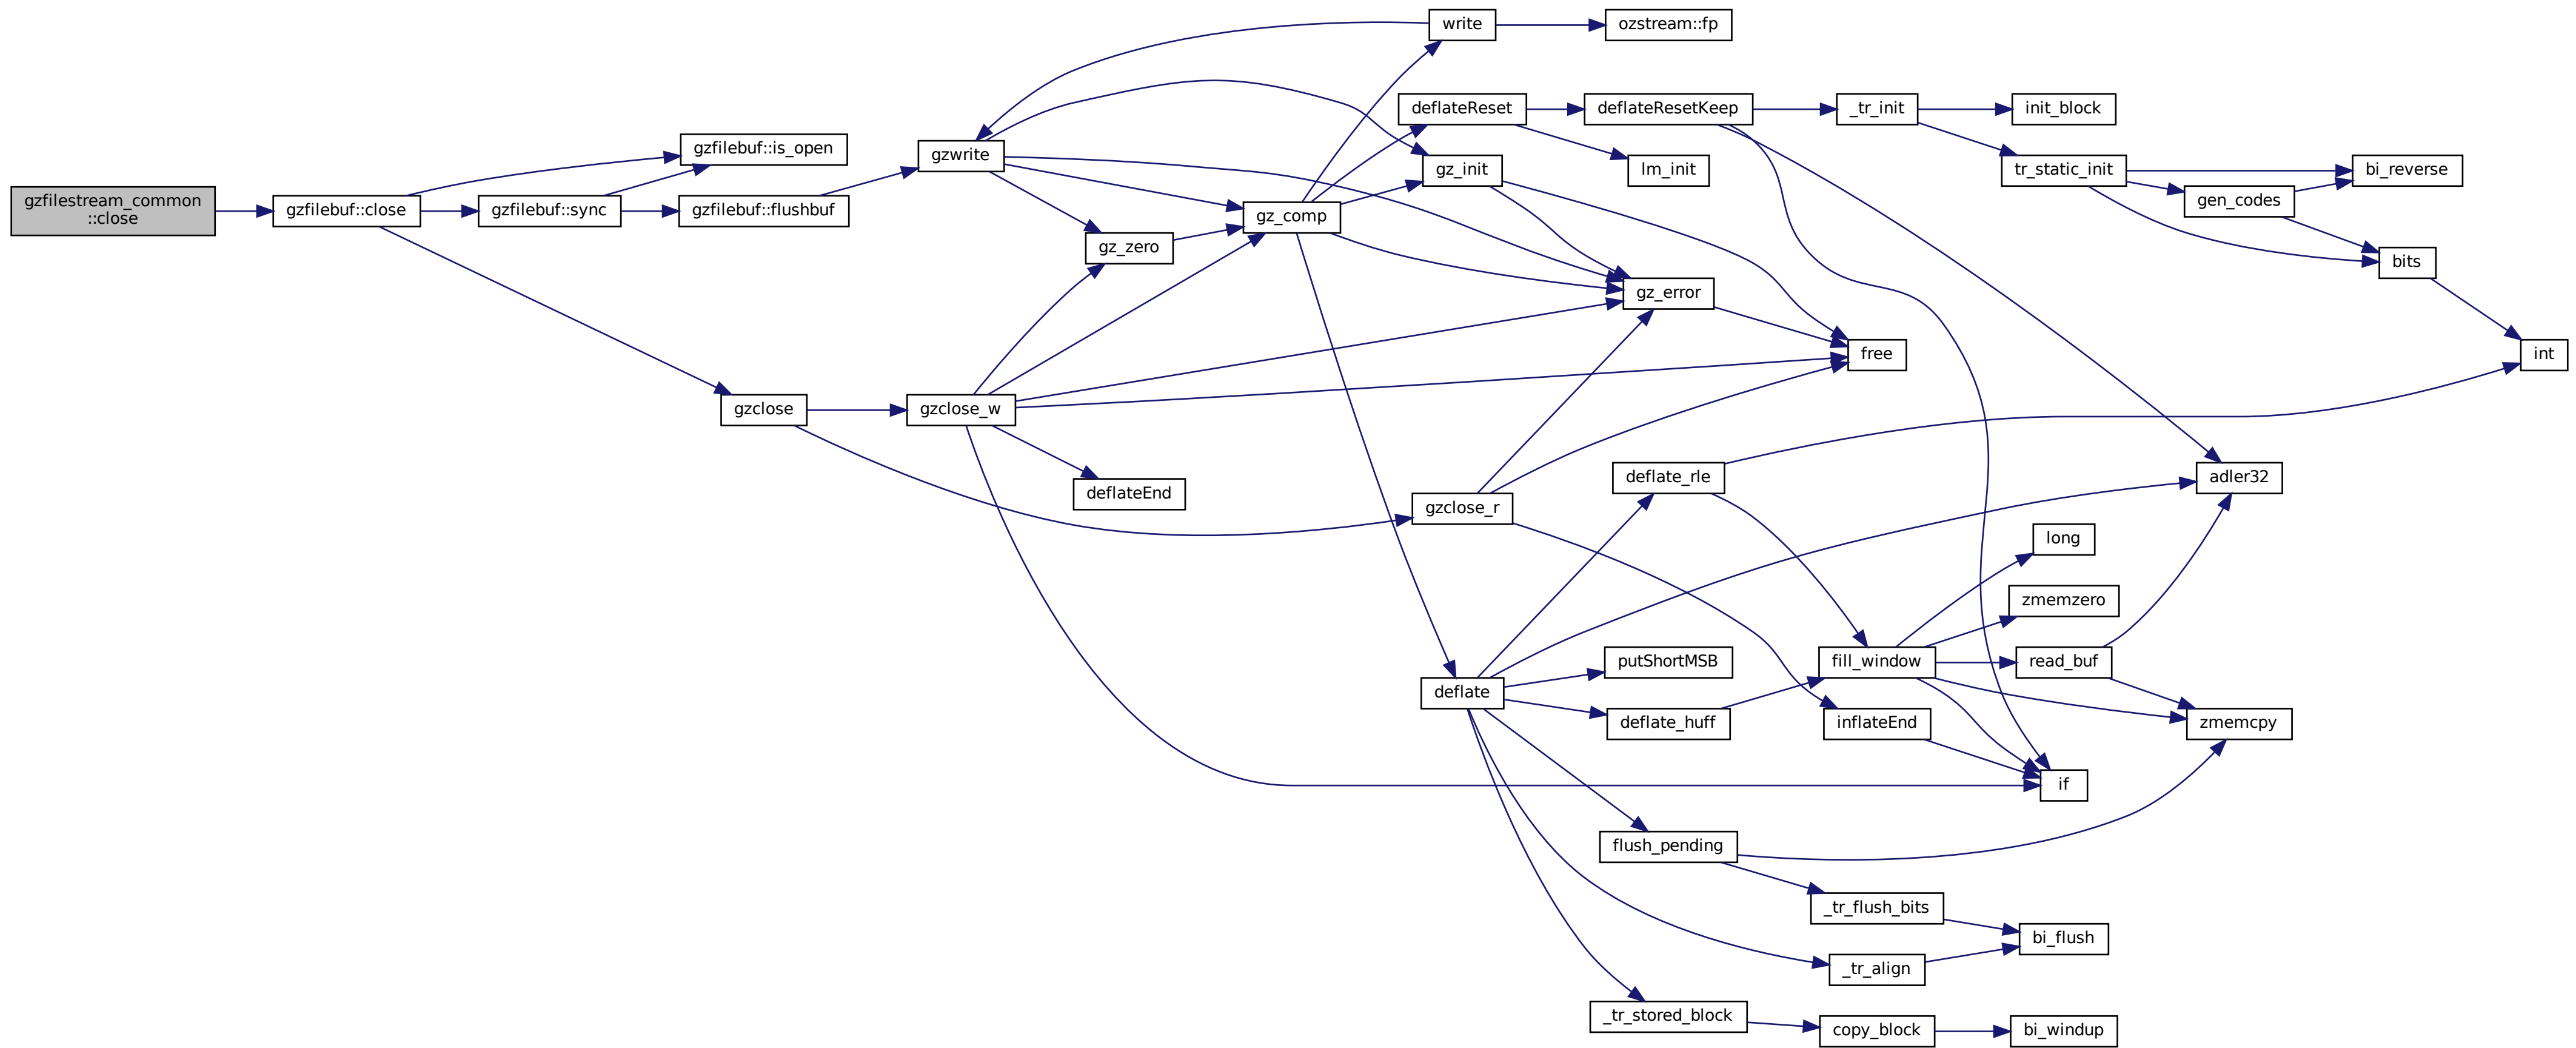 write
ozstream::fp
deflateReset
deflateResetKeep
_tr_init
init_block
gzfilebuf::is_open
gzwrite
gz_init
lm_init
tr_static_init
bi_reverse
gzfilestream_common
::close
gzfilebuf::close
gzfilebuf::sync
gzfilebuf::flushbuf
gz_comp
gen_codes
gz_zero
bits
gz_error
free
int
gzclose
gzclose_w
deflateEnd
deflate_rle
adler32
gzclose_r
long
zmemzero
putShortMSB
fill_window
read_buf
deflate
deflate_huff
inflateEnd
zmemcpy
if
flush_pending
_tr_flush_bits
bi_flush
_tr_align
_tr_stored_block
copy_block
bi_windup